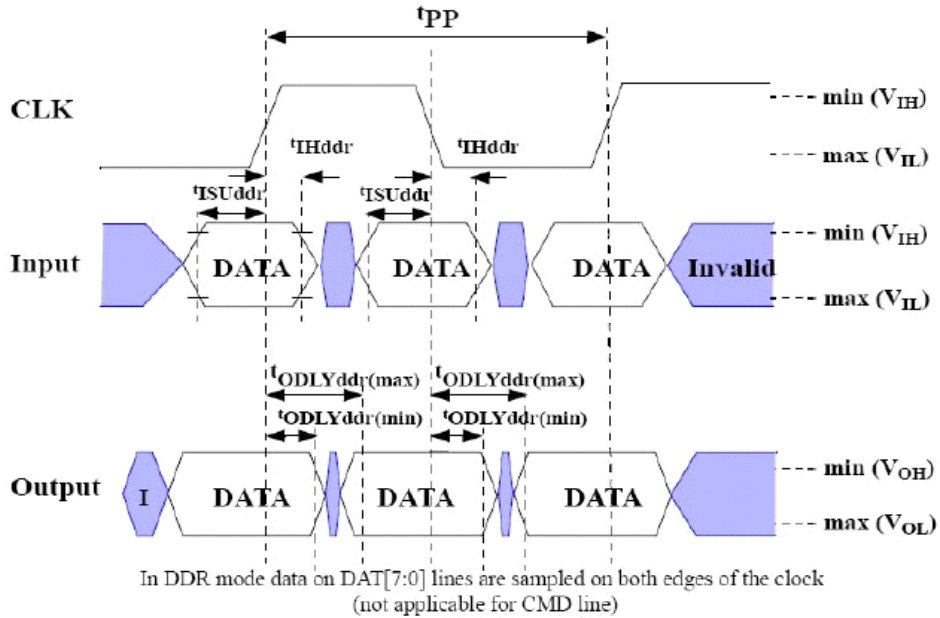 tPP
CLK
min (VIH)
tIHddr tIHddr
max (VIL)
tISUddr tISUddr
min (VIH)
Input DATA DATA DATA Invalid
max (VIL)
tODLYddr(max) tODLYddr(max)
tODLYddr(min) tODLYddr(min)
min (VOH)
Output I DATA DATA DATA
max (VOL)
In DDR mode data on DAT[7:0] lines are sampled on both edges of the clock
(not applicable for CMD line)